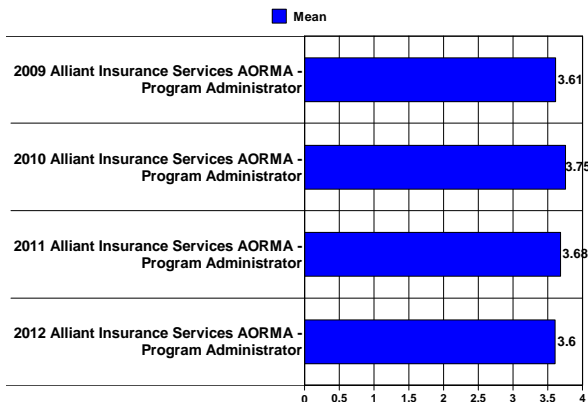 Mean
2009 Alliant Insurance Services AORMA -
Program Administrator
3.61
2010 Alliant Insurance Services AORMA -
Program Administrator
3.75
2011 Alliant Insurance Services AORMA -
Program Administrator
3.68
2012 Alliant Insurance Services AORMA -
Program Administrator
3.6
0 0.5 1 1.5 2 2.5 3 3.5 4